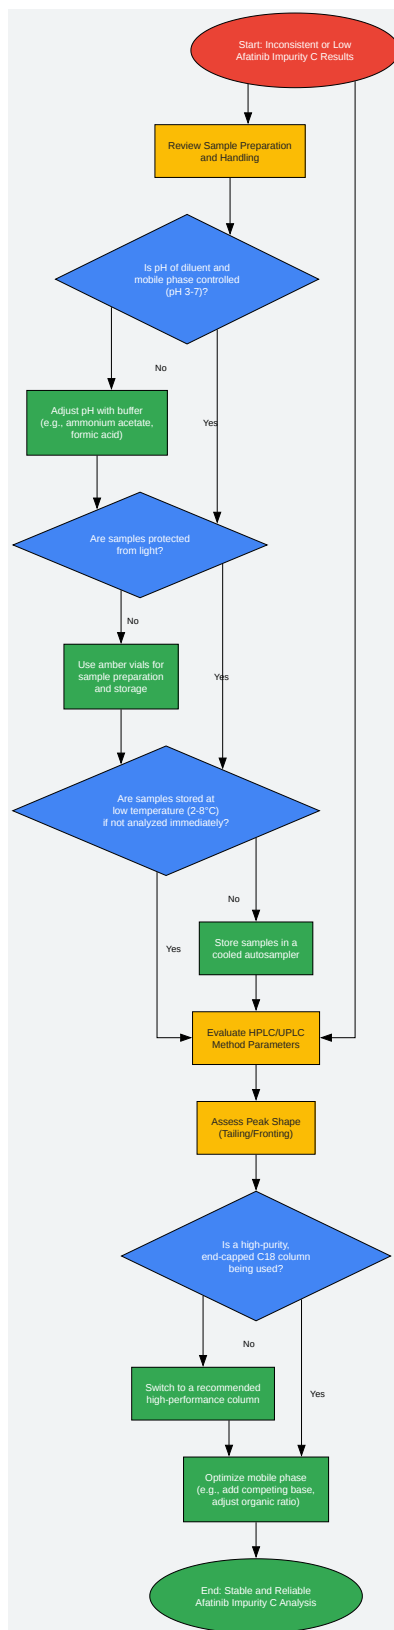 Start: Inconsistent or Low
Afatinib Impurity C Results
Review Sample Preparation
and Handling
Is pH of diluent and
mobile phase controlled
(pH 3-7)?
No
Yes
Adjust pH with buffer
(e.g., ammonium acetate,
formic acid)
Are samples protected
from light?
No
Yes
Use amber vials for
sample preparation
and storage
Are samples stored at
low temperature (2-8°C)
if not analyzed immediately?
No
Yes
Store samples in a
cooled autosampler
Evaluate HPLC/UPLC
Method Parameters
Assess Peak Shape
(Tailing/Fronting)
Is a high-purity,
end-capped C18 column
being used?
No
Yes
Switch to a recommended
high-performance column
Optimize mobile phase
(e.g., add competing base,
adjust organic ratio)
End: Stable and Reliable
Afatinib Impurity C Analysis